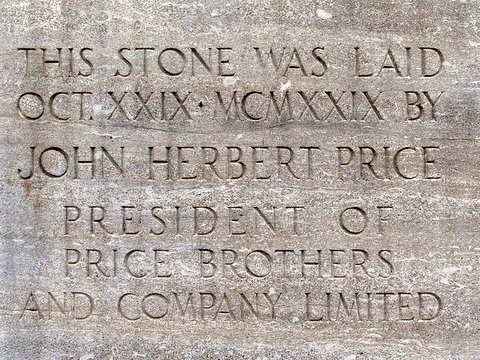 THIS STONE WAS LAID
OCT. XXIX · MCMXXIX BY
JOHN HERBERT PRICE
PRESIDENT OF
PRICE BROTHERS
AND COMPANY LIMITED